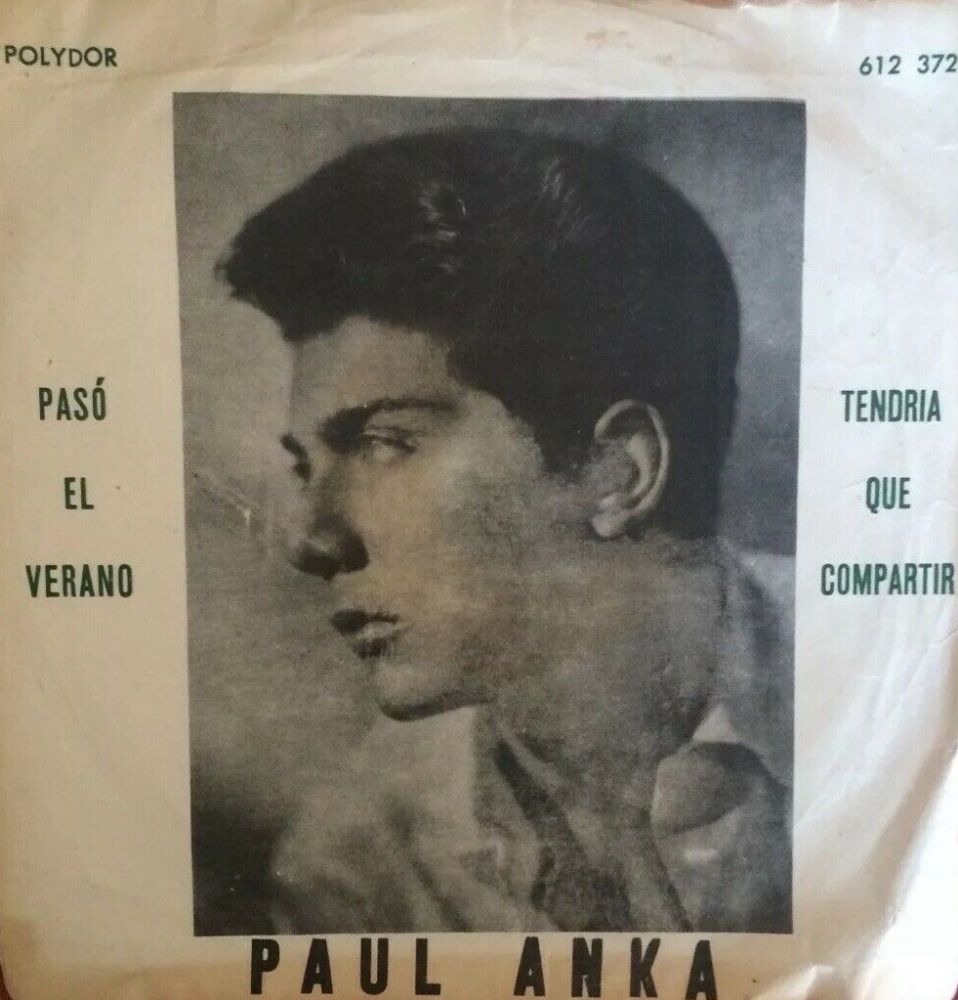 POLYDOR
612 372
PASÓ
EL
VERANO
TENDRIA
QUE
COMPARTIR
PAUL ANKA